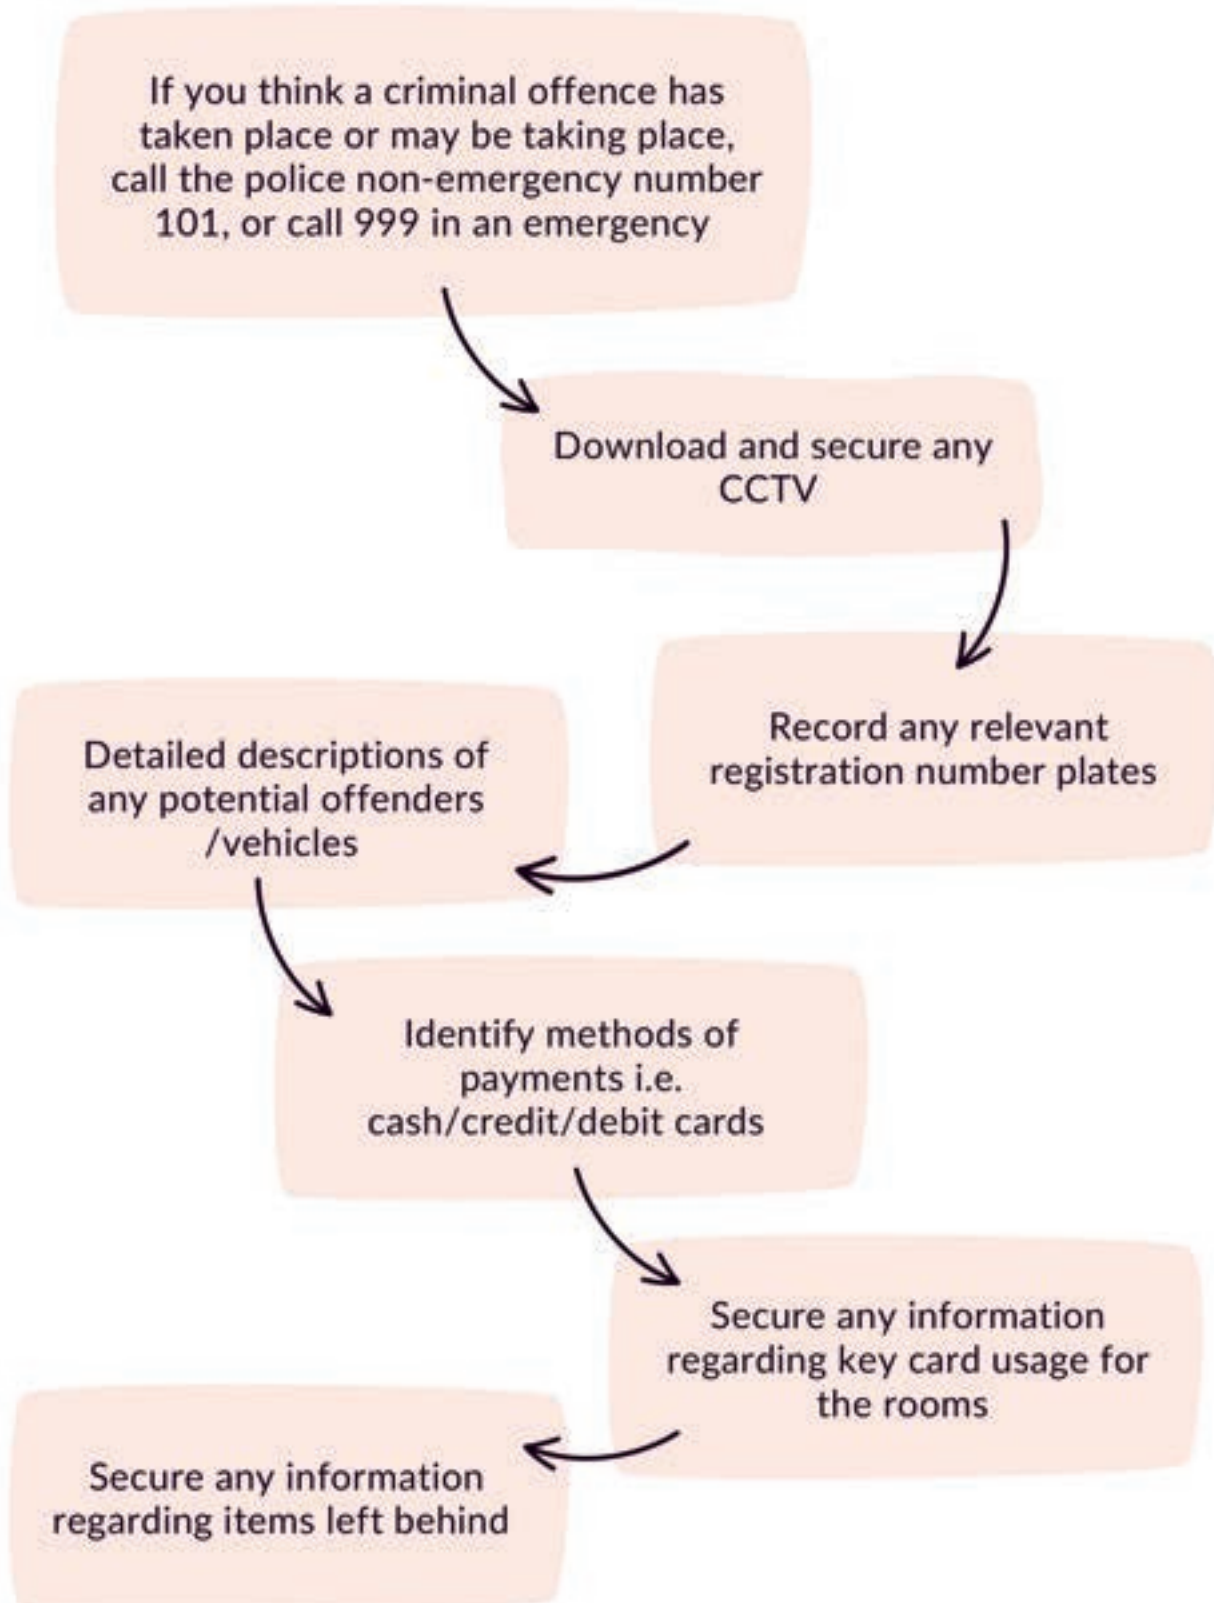 If you think a criminal offence has
taken place or may be taking place,
call the police non-emergency number
101, or call 999 in an emergency
Download and secure any
CCTV
Record any relevant
registration number plates
Detailed descriptions of
any potential offenders
/vehicles
Identify methods of
payments i.e.
cash/credit/debit cards
Secure any information
regarding key card usage for
the rooms
Secure any information
regarding items left behind